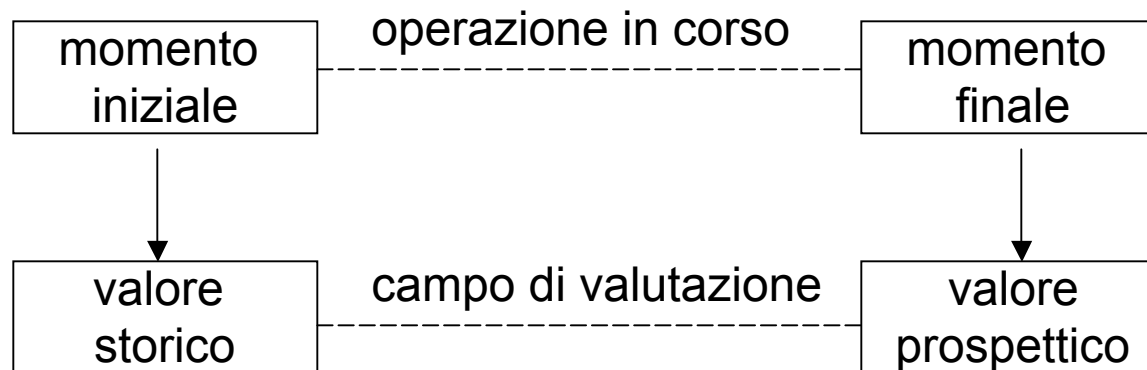 momento
iniziale
operazione in corso
momento
finale
valore
storico
campo di valutazione
valore
prospettico